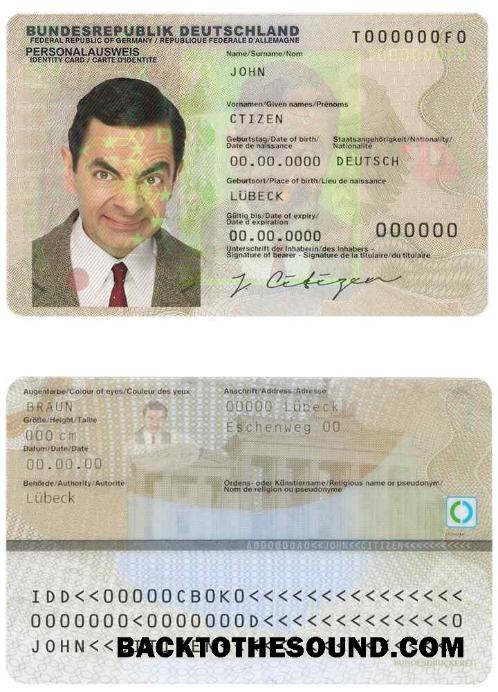 BUNDESREPUBLIK DEUTSCHLAND
FEDERAL REPUBLIC OF GERMANY / REPUBLIQUE FEDERALE D'ALLEMAGNE
PERSONALAUSWEIS
IDENTITY CARD / CARTE D'IDENTITÉ
T000000F0
Name/Surname/Nom
JOHN
Vornamen/Given names/Prénoms
CTIZEN
Geburtstag/Date of birth/
Date de naissance
Staatsangehörigkeit/Nationality/
Nationalité
00.00.0000 DEUTSCH
Geburtsort/Place of birth/Lieu de naissance
LÜBECK
Gültig bis/Date of expiry/
Date d expiration
00.00.0000
000000
Unterschrift der Inhaberin/des Inhabers -
Signature of bearer - Signature de la titulaire/du titulaire
Augenfarbe/Colour of eyes/Couleur des yeux
BRAUN
Größe/Height/Taille
000 cm
Datum/Date/Date
00.00.00
Behörde/Authority/Autorité
Lübeck
Anschrift/Address/Adresse
00000 Lübeck
Eschenweg 00
Ordens- oder Künstlername/Religious name or pseudonym/
Nom de religion ou pseudonyme
A000000A0<<JOHN<<CITIZEN<<<<<<<<
IDD<<00000CBOKO<<<<<<<<<<<<<<<
0000000<0000000D<<<<<<<<<<<<<0
JOHN<<
BACKTOTHESOUND.COM
BUNDESDRUCKEREI